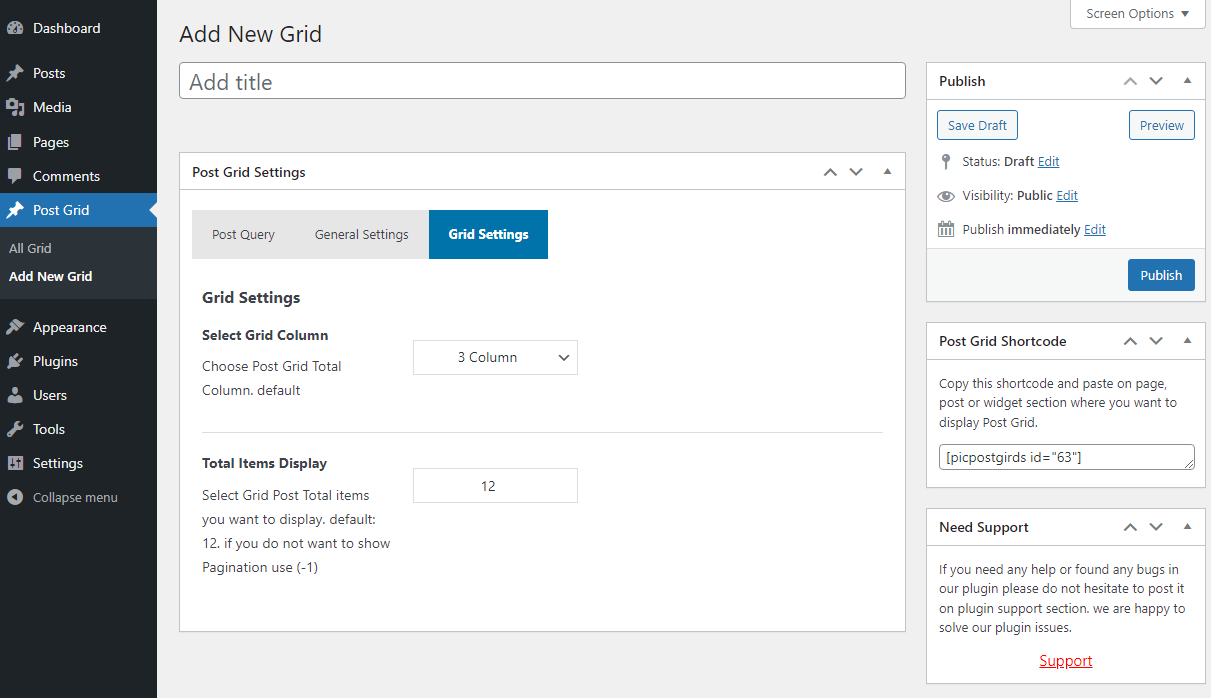 Dashboard
Posts
Media
Pages
Comments
Post Grid
All Grid
Add New Grid
Appearance
Plugins
Users
Tools
Settings
Collapse menu
Screen Options
Add New Grid
Add title
Post Grid Settings
Post Query
General Settings
Grid Settings
Grid Settings
Select Grid Column
Choose Post Grid Total
Column. default
3 Column
Total Items Display
Select Grid Post Total items
you want to display. default:
12. if you do not want to show
Pagination use (-1)
12
Publish
Save Draft
Preview
Status: Draft Edit
Visibility: Public Edit
Publish immediately Edit
Publish
Post Grid Shortcode
Copy this shortcode and paste on page,
post or widget section where you want to
display Post Grid.
[picpostgirds id="63"]
Need Support
If you need any help or found any bugs in
our plugin please do not hesitate to post it
on plugin support section. we are happy to
solve our plugin issues.
Support